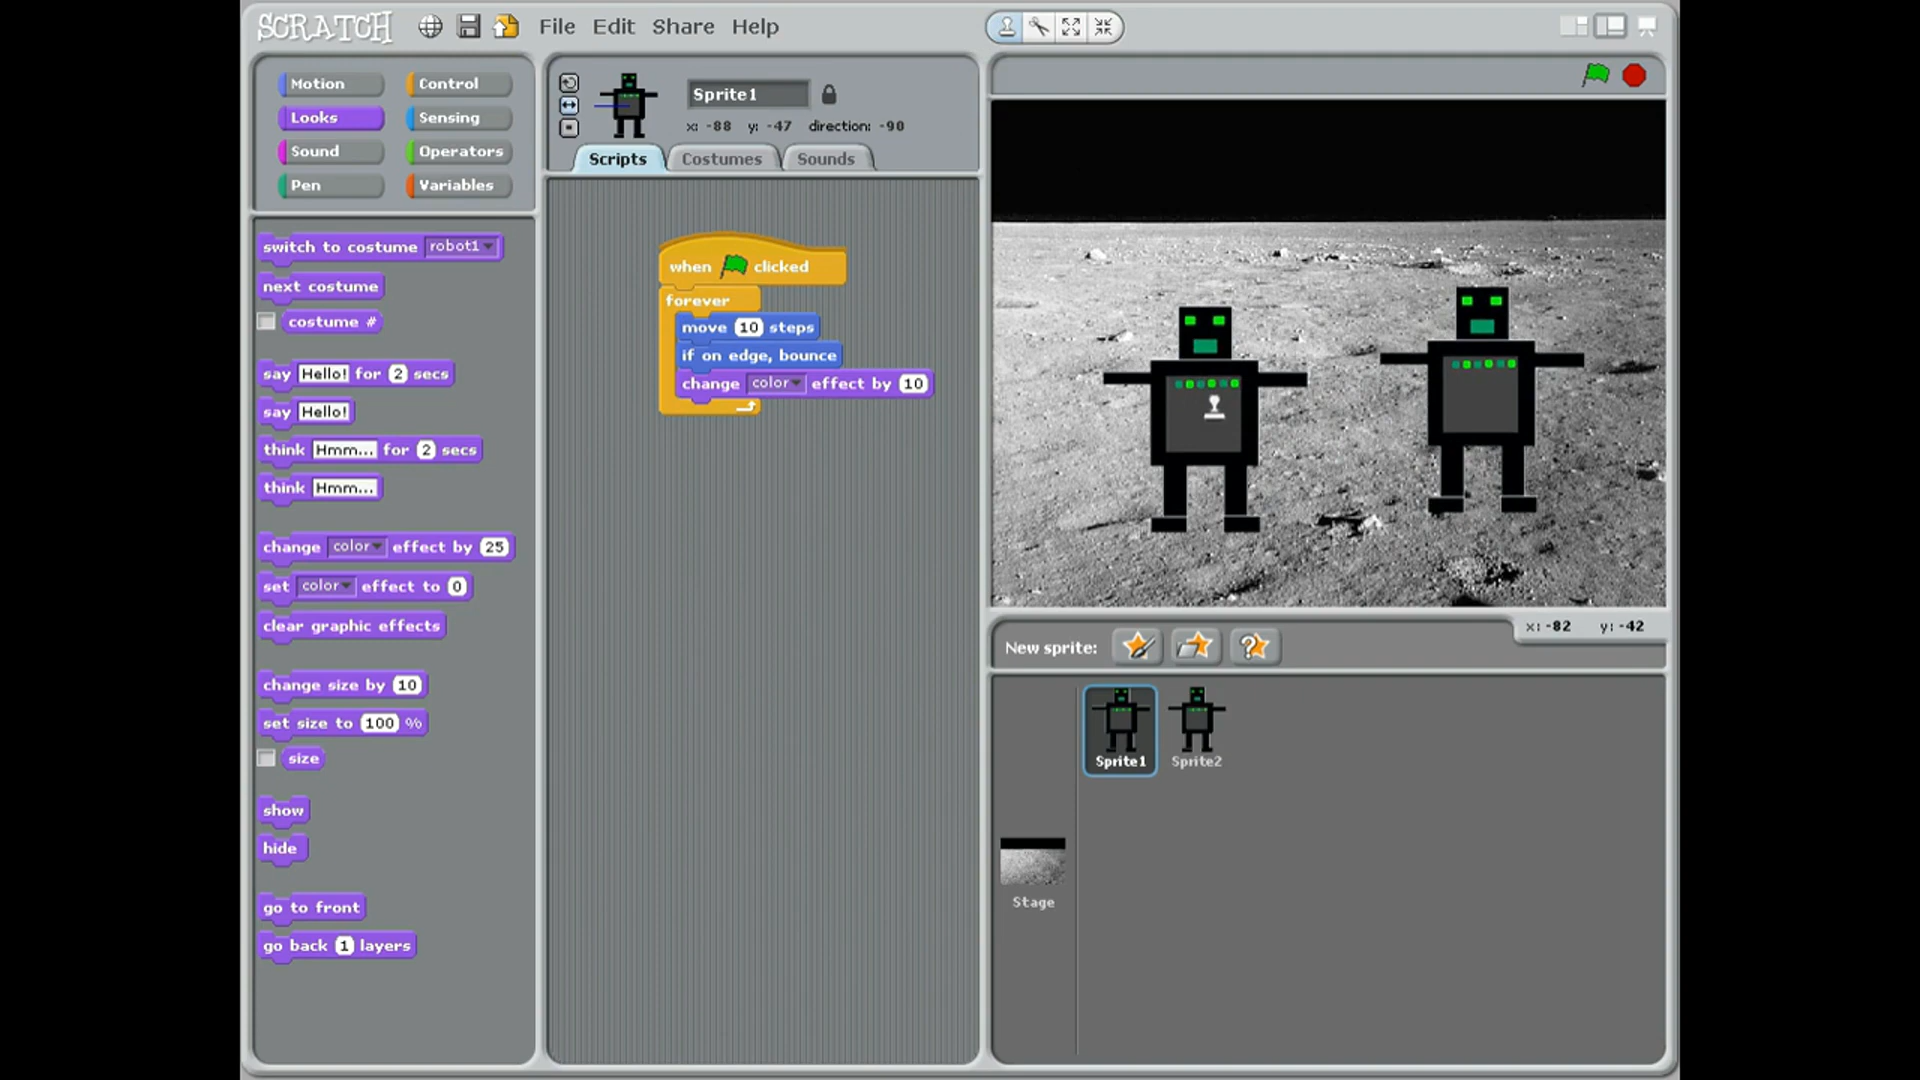 SCRATCH File Edit Share Help
Motion Control
Looks Sensing
Sound Operators
Pen Variables
switch to costume robot1
next costume
costume #
say Hello! for 2 secs
say Hello!
think Hmm... for 2 secs
think Hmm...
change color effect by 25
set color effect to 0
clear graphic effects
change size by 10
set size to 100 %
size
show
hide
go to front
go back 1 layers
Sprite1
x: -88 y: -47 direction: -90
Scripts Costumes Sounds
when clicked
forever
move 10 steps
if on edge, bounce
change color effect by 10
x: -82 y: -42
New sprite:
Sprite1 Sprite2
Stage